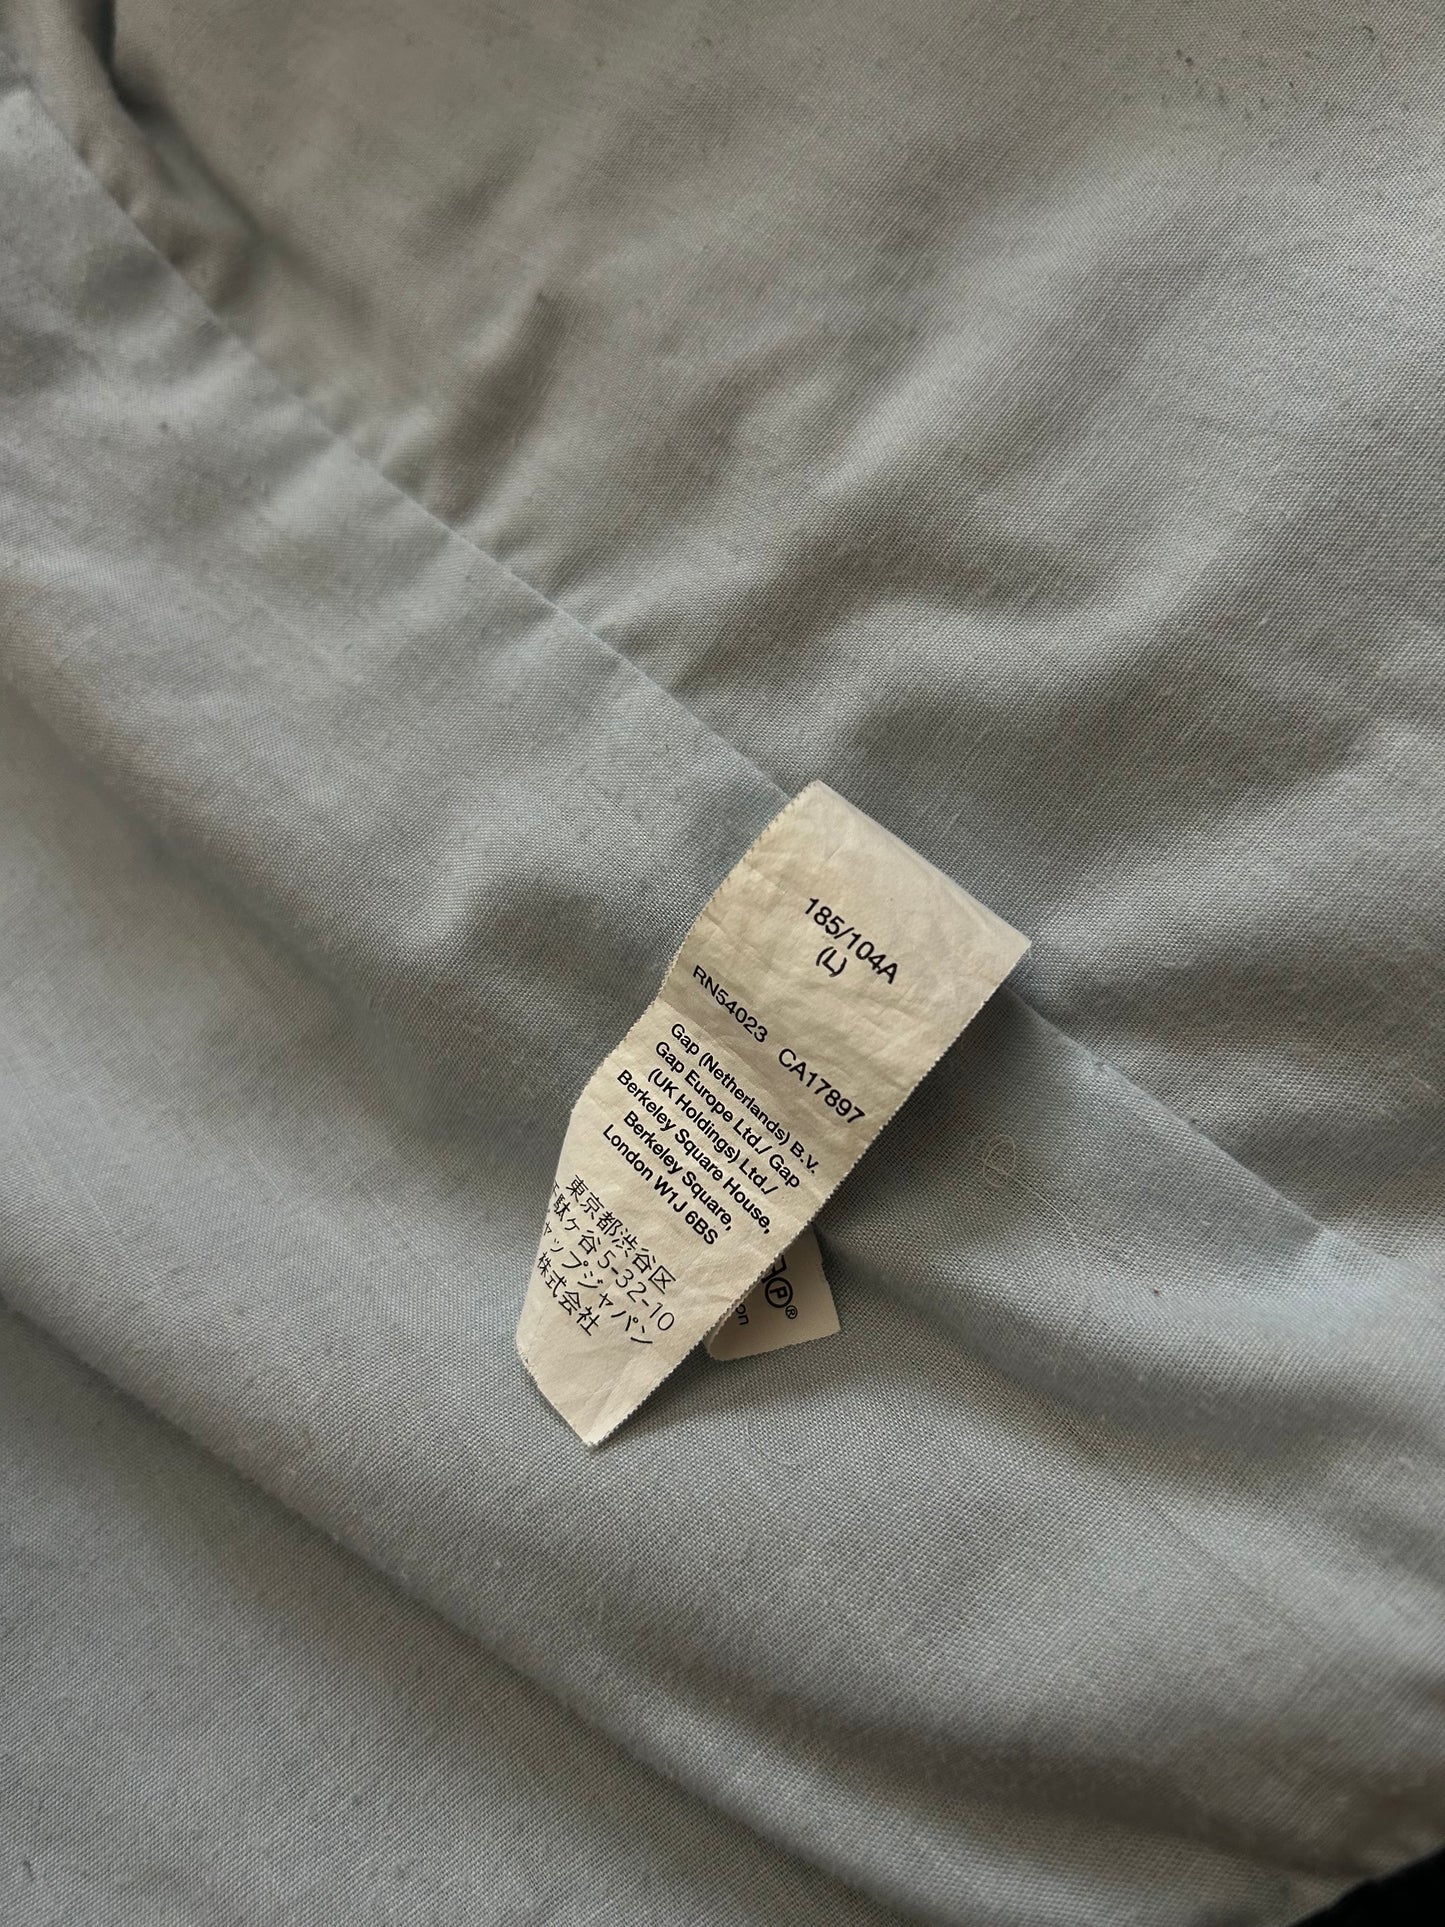 185/104A
(L)
RN54023 CA17897
Gap (Netherlands) B.V.
Gap Europe Ltd./ Gap
(UK Holdings) Ltd./
Berkeley Square House,
Berkeley Square,
London W1J 6BS
東京都渋谷区
駄ヶ谷5-32-10
ャップジャパン
株式会社
P®